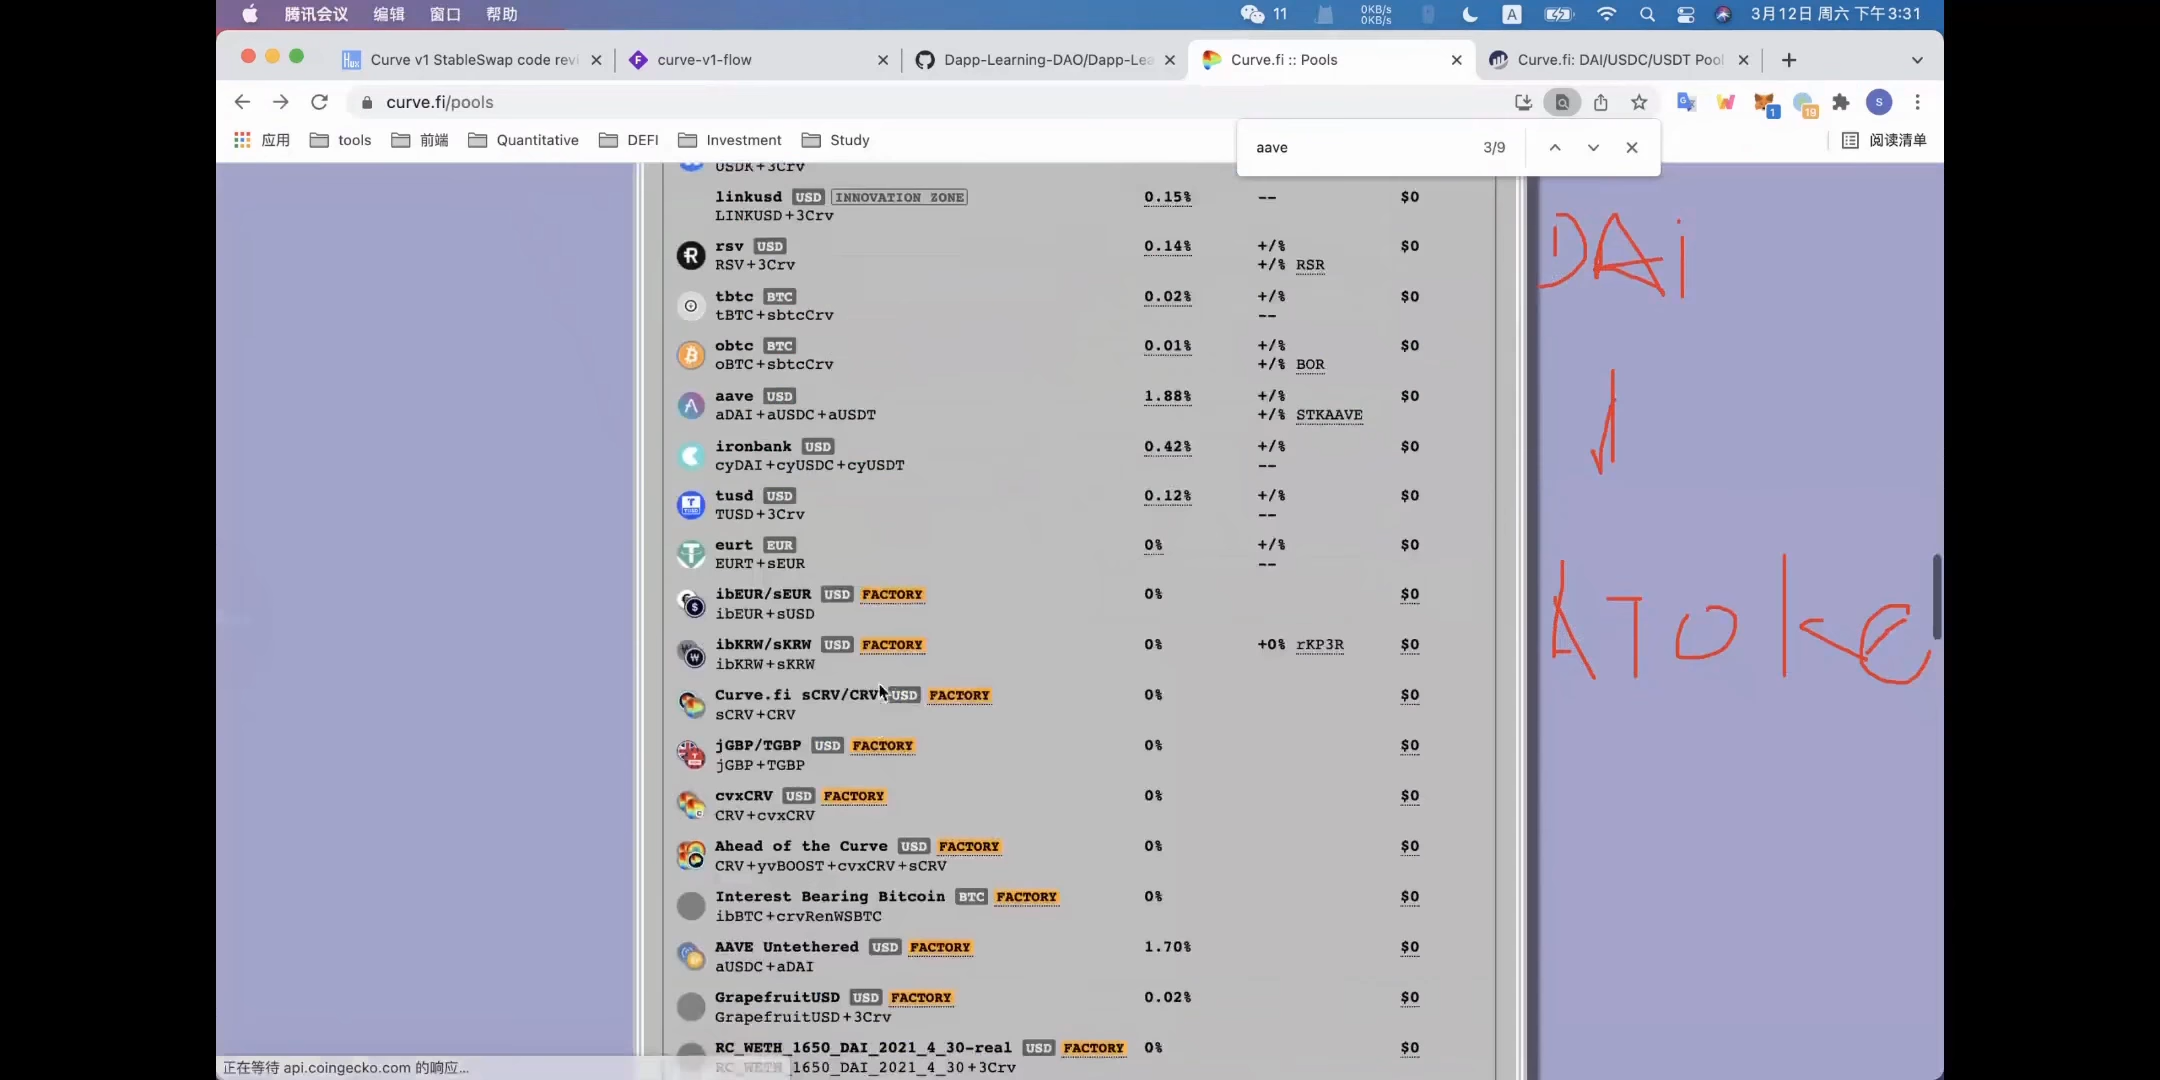 腾讯会议 编辑 窗口 帮助 11 0KB/s 0KB/s A 3月12日 周六 下午3:31
Curve v1 StableSwap code revi curve-v1-flow Dapp-Learning-DAO/Dapp-Lea Curve.fi :: Pools Curve.fi: DAI/USDC/USDT Pool
curve.fi/pools 1 19 S
应用 tools 前端 Quantitative DEFI Investment Study 阅读清单
aave 3/9
USDK+3Crv
linkusd USD INNOVATION ZONE 0.15% -- $0
LINKUSD+3Crv
rsv USD 0.14% +/% $0
RSV+3Crv +/% RSR
tbtc BTC 0.02% +/% $0
tBTC+sbtcCrv --
obtc BTC 0.01% +/% $0
oBTC+sbtcCrv +/% BOR
aave USD 1.88% +/% $0
aDAI+aUSDC+aUSDT +/% STKAAVE
ironbank USD 0.42% +/% $0
cyDAI+cyUSDC+cyUSDT --
tusd USD 0.12% +/% $0
TUSD+3Crv --
eurt EUR 0% +/% $0
EURT+sEUR --
ibEUR/sEUR USD FACTORY 0% $0
ibEUR+sUSD
ibKRW/sKRW USD FACTORY 0% +0% rKP3R $0
ibKRW+sKRW
Curve.fi sCRV/CRV USD FACTORY 0% $0
sCRV+CRV
jGBP/TGBP USD FACTORY 0% $0
jGBP+TGBP
cvxCRV USD FACTORY 0% $0
CRV+cvxCRV
Ahead of the Curve USD FACTORY 0% $0
CRV+yvBOOST+cvxCRV+sCRV
Interest Bearing Bitcoin BTC FACTORY 0% $0
ibBTC+crvRenWSBTC
AAVE Untethered USD FACTORY 1.70% $0
aUSDC+aDAI
GrapefruitUSD USD FACTORY 0.02% $0
GrapefruitUSD+3Crv
RC_WETH_1650_DAI_2021_4_30-real USD FACTORY 0% $0
RC_WETH_1650_DAI_2021_4_30+3Crv
正在等待 api.coingecko.com 的响应...
DAi
AToke